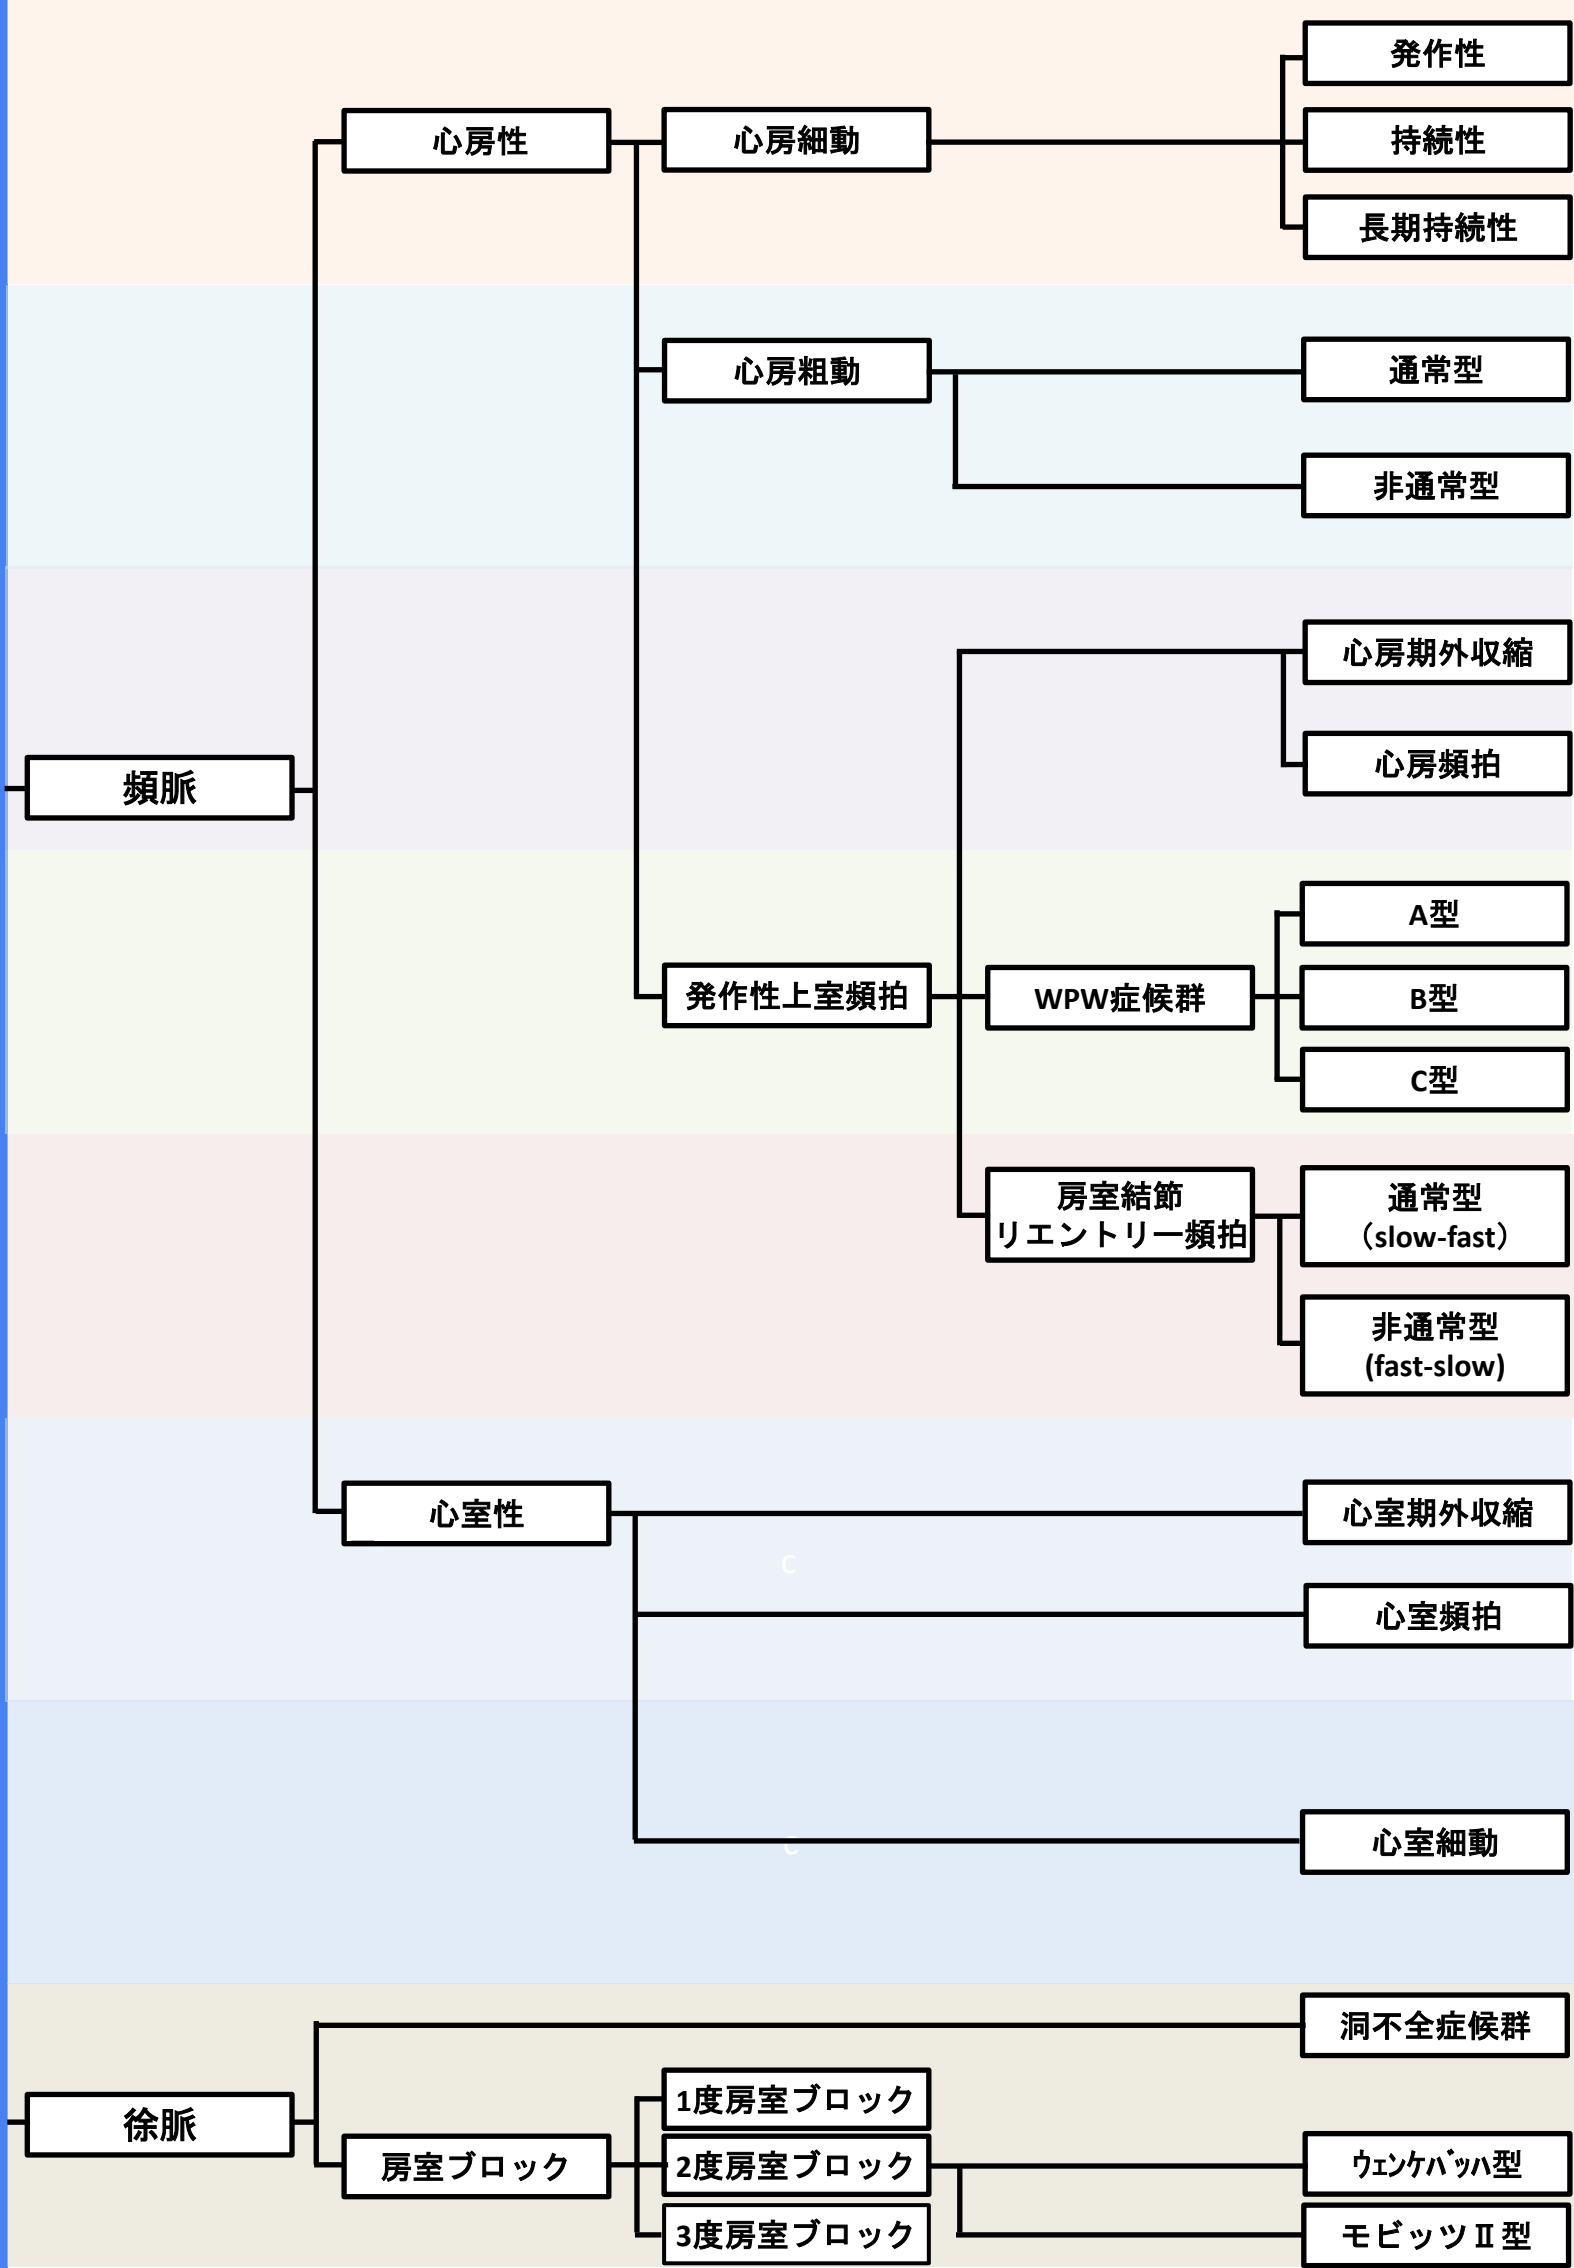 発作性
心房性
心房細動
持続性
長期持続性
心房粗動
通常型
非通常型
心房期外収縮
心房頻拍
頻脈
A型
発作性上室頻拍
WPW症候群
B型
C型
房室結節
リエントリー頻拍
通常型
（slow-fast）
非通常型
(fast-slow)
心室性
心室期外収縮
C
心室頻拍
心室細動
C
洞不全症候群
徐脈
1度房室ブロック
房室ブロック
2度房室ブロック
ｳｪﾝｹﾊﾞｯﾊ型
3度房室ブロック
モビッツⅡ型